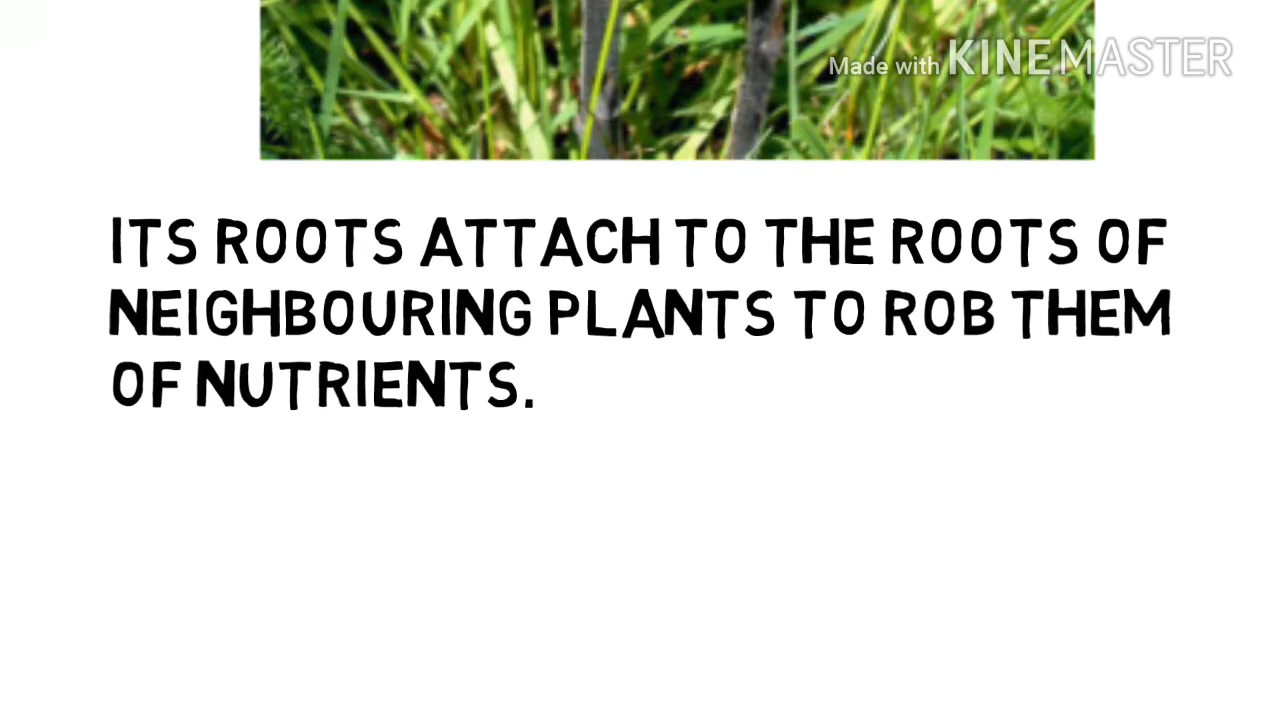 Made with KINEMASTER
ITS ROOTS ATTACH TO THE ROOTS OF
NEIGHBOURING PLANTS TO ROB THEM
OF NUTRIENTS.